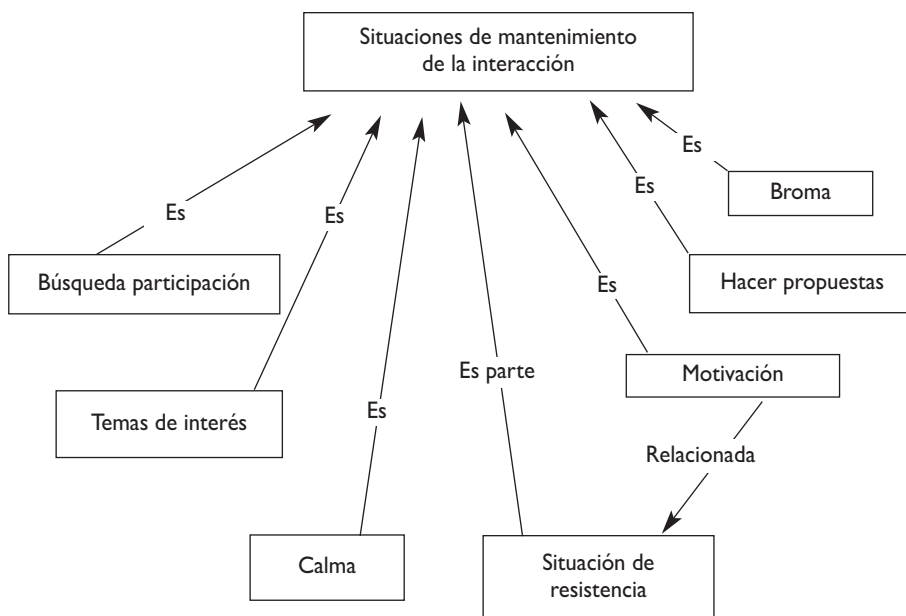 Situaciones de mantenimiento
de la interacción
Es
Broma
Es
Es
Es
Búsqueda participación
Hacer propuestas
Es
Es parte
Motivación
Temas de interés
Es
Relacionada
Calma
Situación de
resistencia